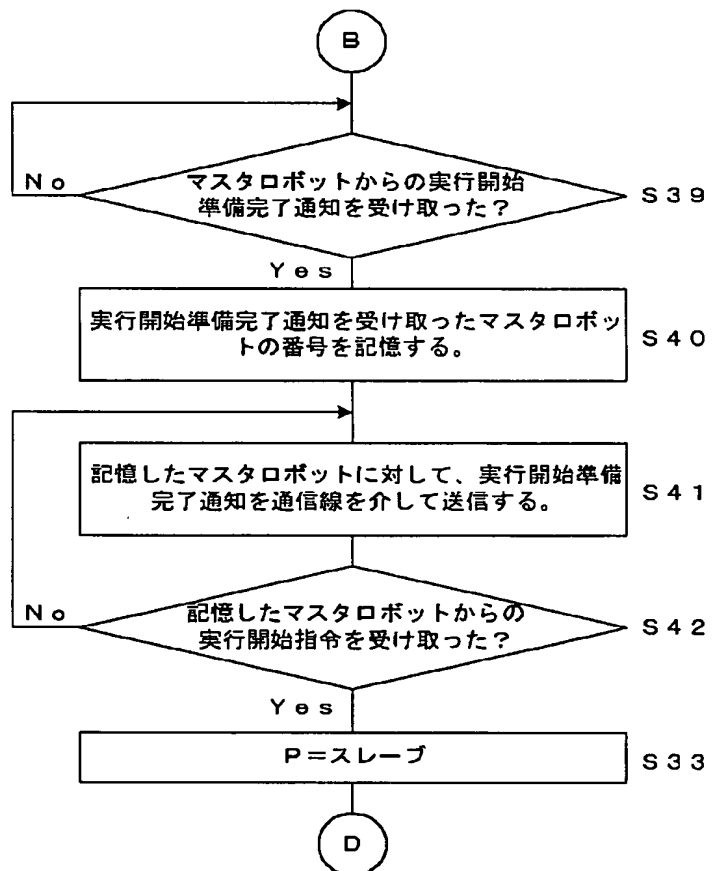 B
マスタロボットからの実行開始
準備完了通知を受け取った?
No
S39
Yes
実行開始準備完了通知を受け取ったマスタロボッ
トの番号を記憶する。
S40
記憶したマスタロボットに対して、実行開始準備
完了通知を通信線を介して送信する。
S41
記憶したマスタロボットからの
実行開始指令を受け取った?
No
S42
Yes
P=スレーブ
S33
D